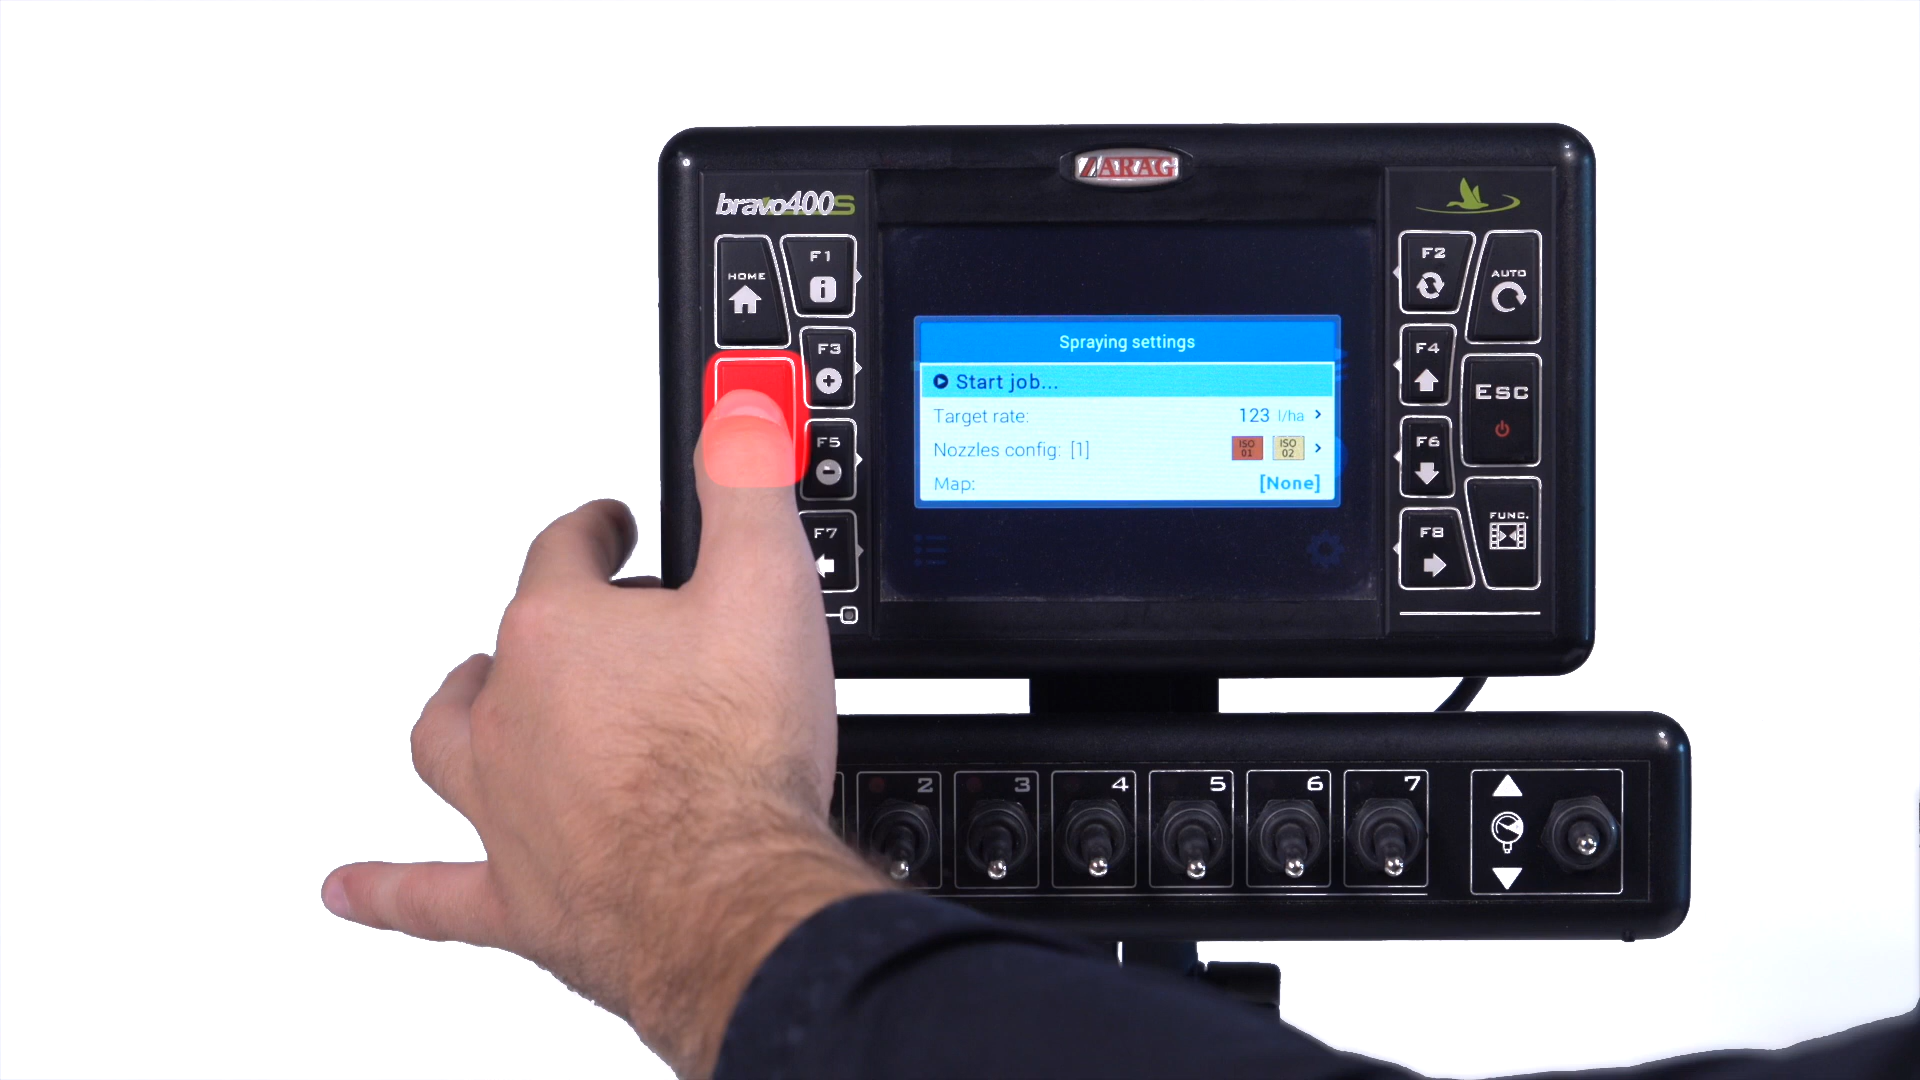 ARAG
bravo400S
HOME
F1
F3
F5
F7
Spraying settings
Start job...
Target rate: 123 l/ha >
Nozzles config: [1] ISO 01 ISO 02 >
Map: [None]
F2
AUTO
F4
ESC
F6
FUNC.
F8
2 3 4 5 6 7